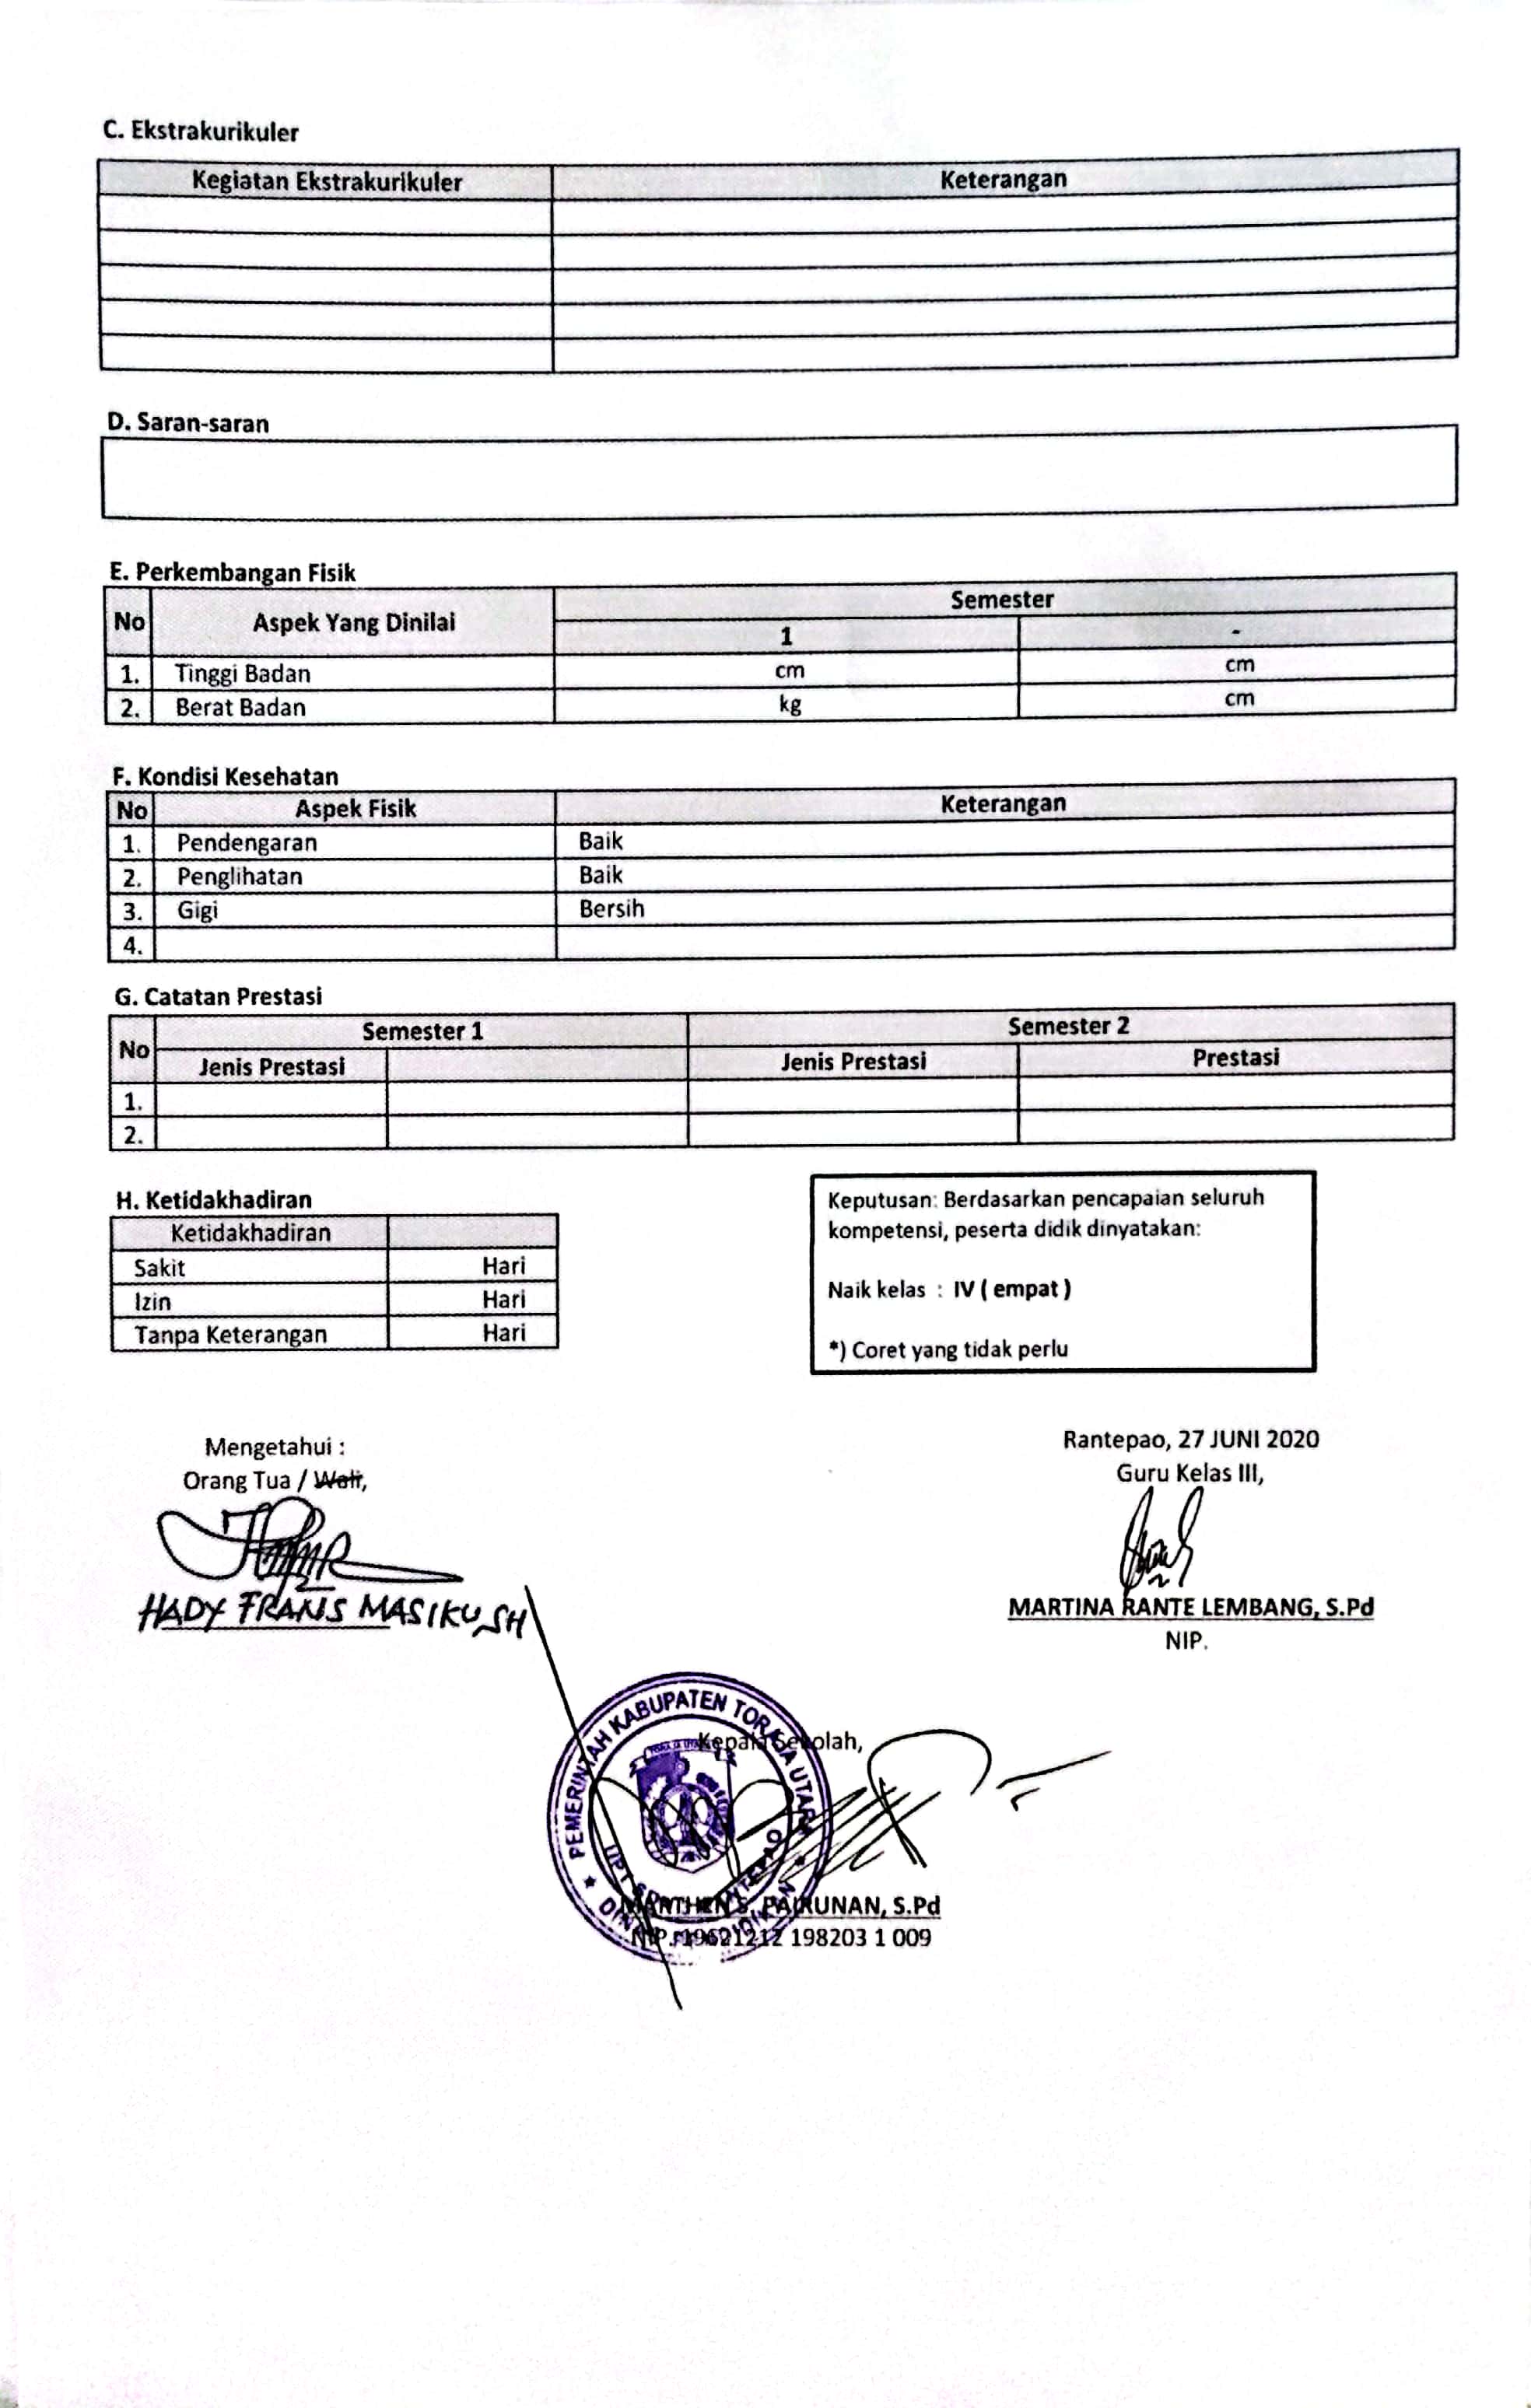 C. Ekstrakurikuler
Kegiatan Ekstrakurikuler Keterangan
D. Saran-saran
E. Perkembangan Fisik
No Aspek Yang Dinilai Semester
1 -
1. Tinggi Badan cm cm
2. Berat Badan kg cm
F. Kondisi Kesehatan
No Aspek Fisik Keterangan
1. Pendengaran Baik
2. Penglihatan Baik
3. Gigi Bersih
4.
G. Catatan Prestasi
No Semester 1 Semester 2
Jenis Prestasi Jenis Prestasi Prestasi
1.
2.
H. Ketidakhadiran
Ketidakhadiran
Sakit Hari
Izin Hari
Tanpa Keterangan Hari
Keputusan: Berdasarkan pencapaian seluruh
kompetensi, peserta didik dinyatakan:
Naik kelas : IV ( empat )
*) Coret yang tidak perlu
Mengetahui :
Orang Tua / Wali,
HADY FRANS MASIKU, SH
Rantepao, 27 JUNI 2020
Guru Kelas III,
MARTINA RANTE LEMBANG, S.Pd
NIP.
PEMERINTAH KABUPATEN TORAJA UTARA
Kepala Sekolah,
UPT
DINAS PENDIDIKAN
MARTHEN S. PAIRUNAN, S.Pd
NIP. 19621212 198203 1 009